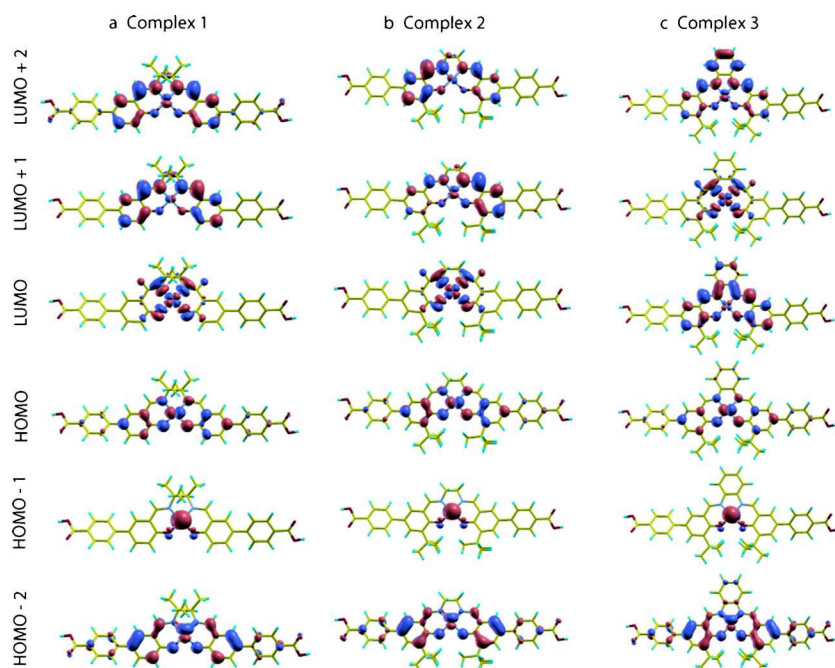 a Complex 1
b Complex 2
c Complex 3
LUMO + 2
LUMO + 1
LUMO
HOMO
HOMO - 1
HOMO - 2